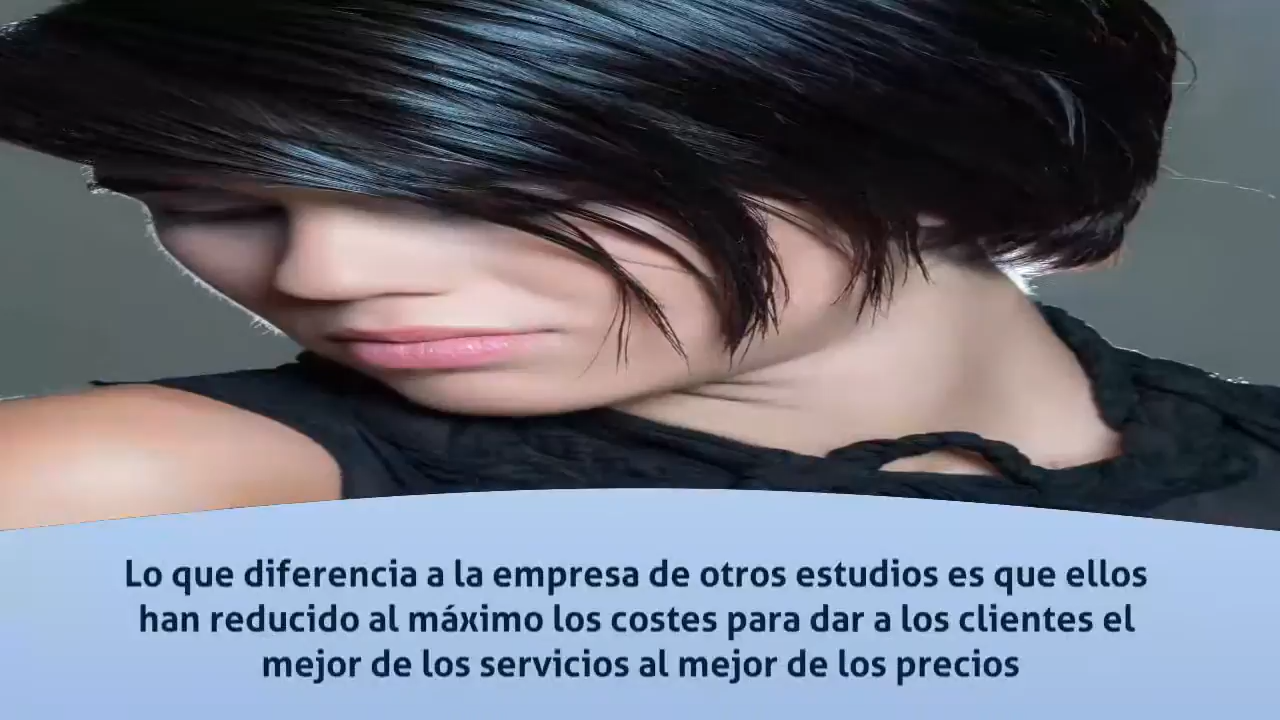 Lo que diferencia a la empresa de otros estudios es que ellos
han reducido al máximo los costes para dar a los clientes el
mejor de los servicios al mejor de los precios